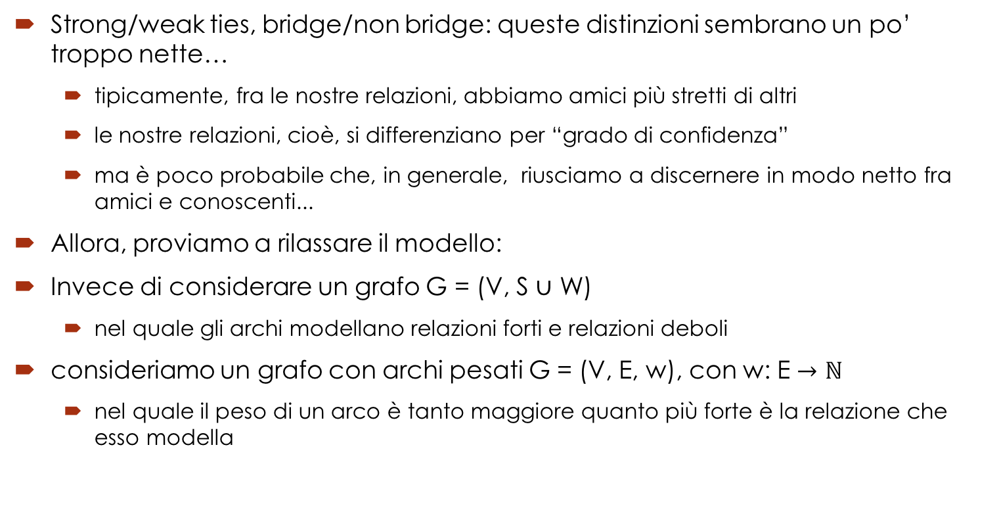 Strong/weak ties, bridge/non bridge: queste distinzioni sembrano un po’
troppo nette…
tipicamente, fra le nostre relazioni, abbiamo amici più stretti di altri
le nostre relazioni, cioè, si differenziano per “grado di confidenza”
ma è poco probabile che, in generale, riusciamo a discernere in modo netto fra
amici e conoscenti...
Allora, proviamo a rilassare il modello:
Invece di considerare un grafo G = (V, S ∪ W)
nel quale gli archi modellano relazioni forti e relazioni deboli
consideriamo un grafo con archi pesati G = (V, E, w), con w: E → ℕ
nel quale il peso di un arco è tanto maggiore quanto più forte è la relazione che
esso modella